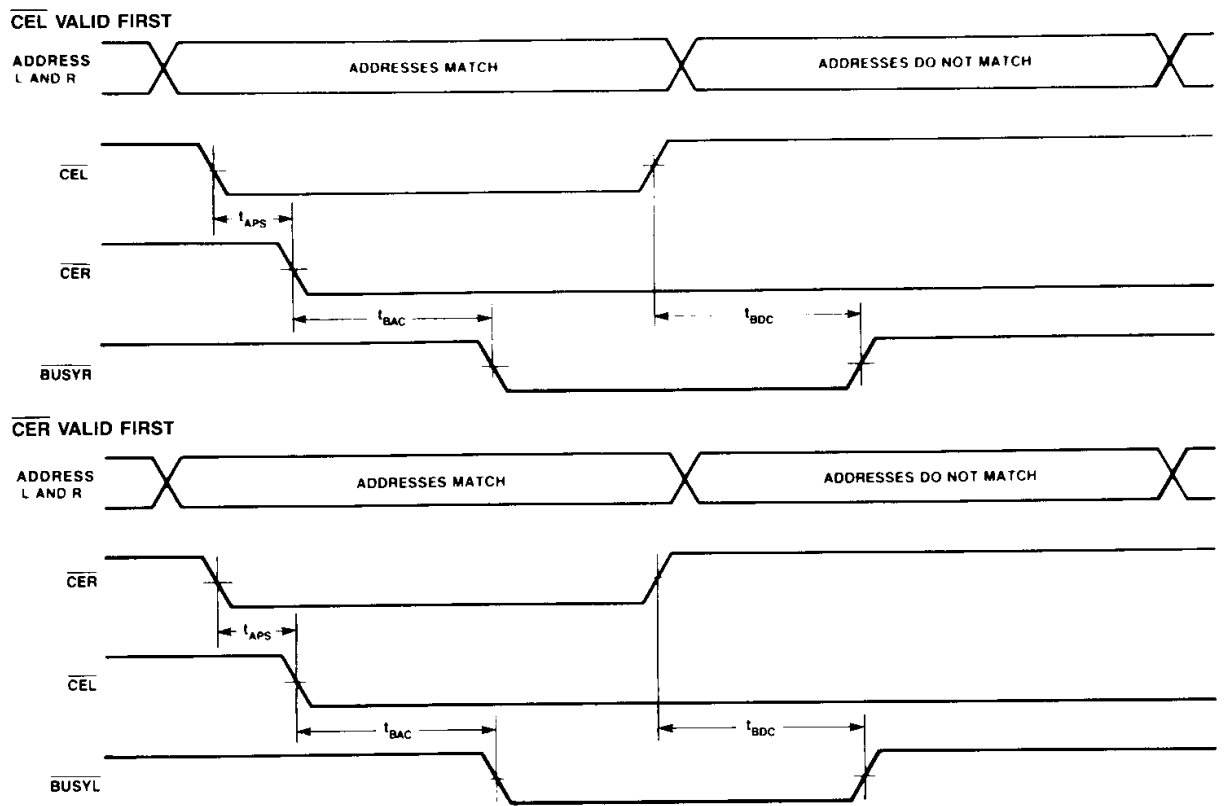 CEL VALID FIRST
ADDRESS
L AND R
ADDRESSES MATCH
ADDRESSES DO NOT MATCH
CEL
tAPS
CER
tBAC
tBDC
BUSYR
CER VALID FIRST
ADDRESS
L AND R
ADDRESSES MATCH
ADDRESSES DO NOT MATCH
CER
tAPS
CEL
tBAC
tBDC
BUSYL